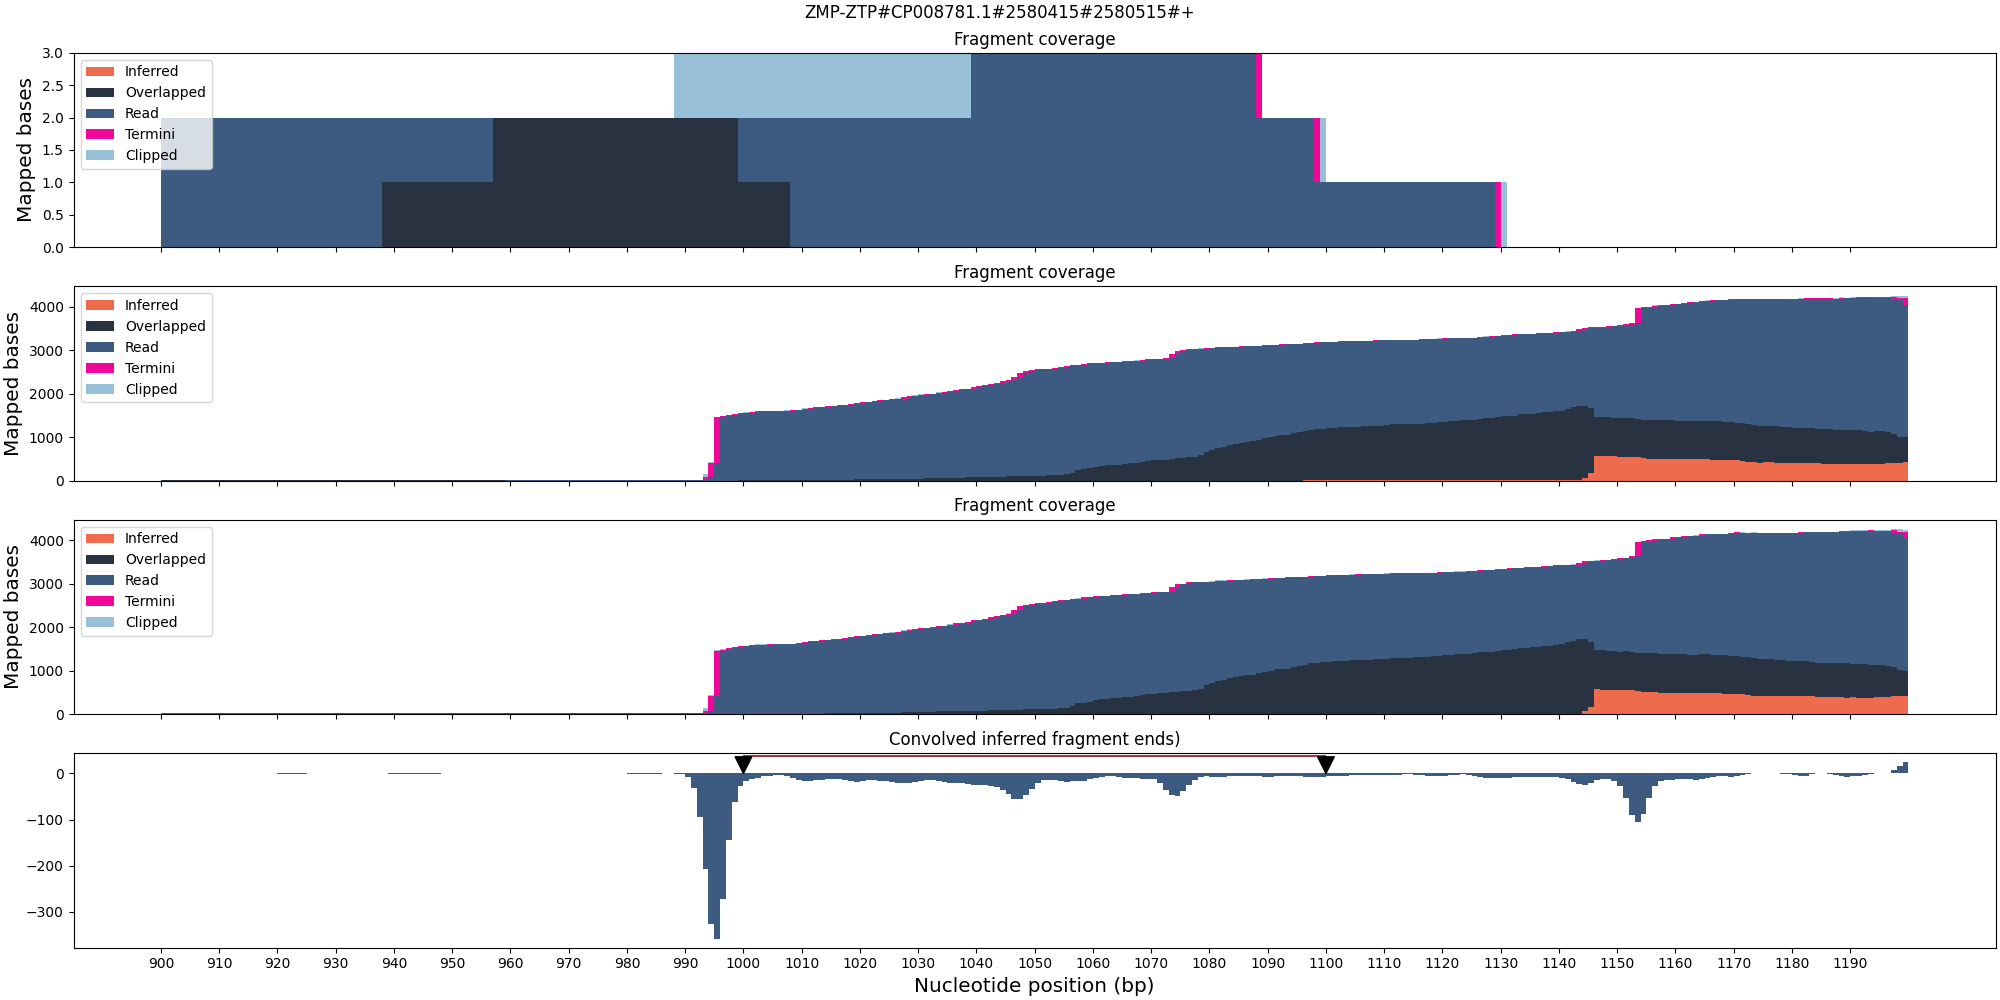 ZMP-ZTP#CP008781.1#2580415#2580515#+
Fragment coverage
Mapped bases
3.0
2.5
2.0
1.5
1.0
0.5
0.0
Inferred
Overlapped
Read
Termini
Clipped
Fragment coverage
Mapped bases
4000
3000
2000
1000
0
Inferred
Overlapped
Read
Termini
Clipped
Fragment coverage
Mapped bases
4000
3000
2000
1000
0
Inferred
Overlapped
Read
Termini
Clipped
Convolved inferred fragment ends)
0
−100
−200
−300
900 910 920 930 940 950 960 970 980 990 1000 1010 1020 1030 1040 1050 1060 1070 1080 1090 1100 1110 1120 1130 1140 1150 1160 1170 1180 1190
Nucleotide position (bp)